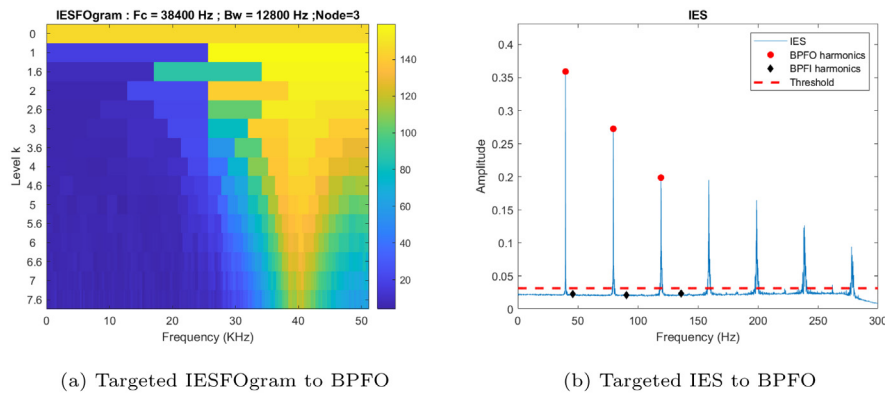 IESFOgram : Fc = 38400 Hz ; Bw = 12800 Hz ;Node=3
Level k
0
1
1.6
2
2.6
3
3.6
4
4.6
5
5.6
6
6.6
7
7.6
0 10 20 30 40 50
Frequency (KHz)
140
120
100
80
60
40
20
(a) Targeted IESFOgram to BPFO
IES
IES
BPFO harmonics
BPFI harmonics
Threshold
Amplitude
0.4
0.35
0.3
0.25
0.2
0.15
0.1
0.05
0
0 50 100 150 200 250 300
Frequency (Hz)
(b) Targeted IES to BPFO